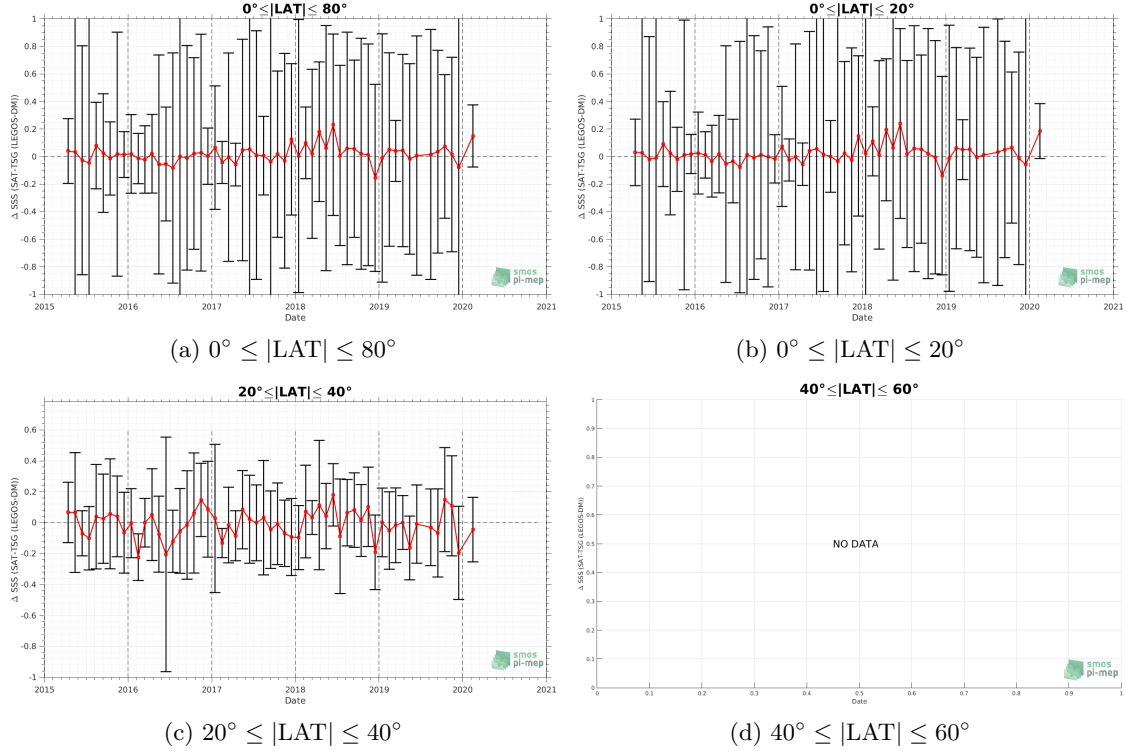 0°≤|LAT|≤ 80°
Δ SSS (SAT-TSG (LEGOS-DM))
1
0.8
0.6
0.4
0.2
0
-0.2
-0.4
-0.6
-0.8
-1
2015 2016 2017 2018 2019 2020 2021
Date
smos
pi-mep
(a) 0° ≤ |LAT| ≤ 80°
0°≤|LAT|≤ 20°
Δ SSS (SAT-TSG (LEGOS-DM))
1
0.8
0.6
0.4
0.2
0
-0.2
-0.4
-0.6
-0.8
-1
2015 2016 2017 2018 2019 2020 2021
Date
smos
pi-mep
(b) 0° ≤ |LAT| ≤ 20°
20°≤|LAT|≤ 40°
Δ SSS (SAT-TSG (LEGOS-DM))
0.6
0.4
0.2
0
-0.2
-0.4
-0.6
-0.8
-1
2015 2016 2017 2018 2019 2020 2021
Date
smos
pi-mep
(c) 20° ≤ |LAT| ≤ 40°
40°≤|LAT|≤ 60°
Δ SSS (SAT-TSG (LEGOS-DM))
1
0.9
0.8
0.7
0.6
0.5
0.4
0.3
0.2
0.1
0
NO DATA
0 0.1 0.2 0.3 0.4 0.5 0.6 0.7 0.8 0.9 1
Date
smos
pi-mep
(d) 40° ≤ |LAT| ≤ 60°